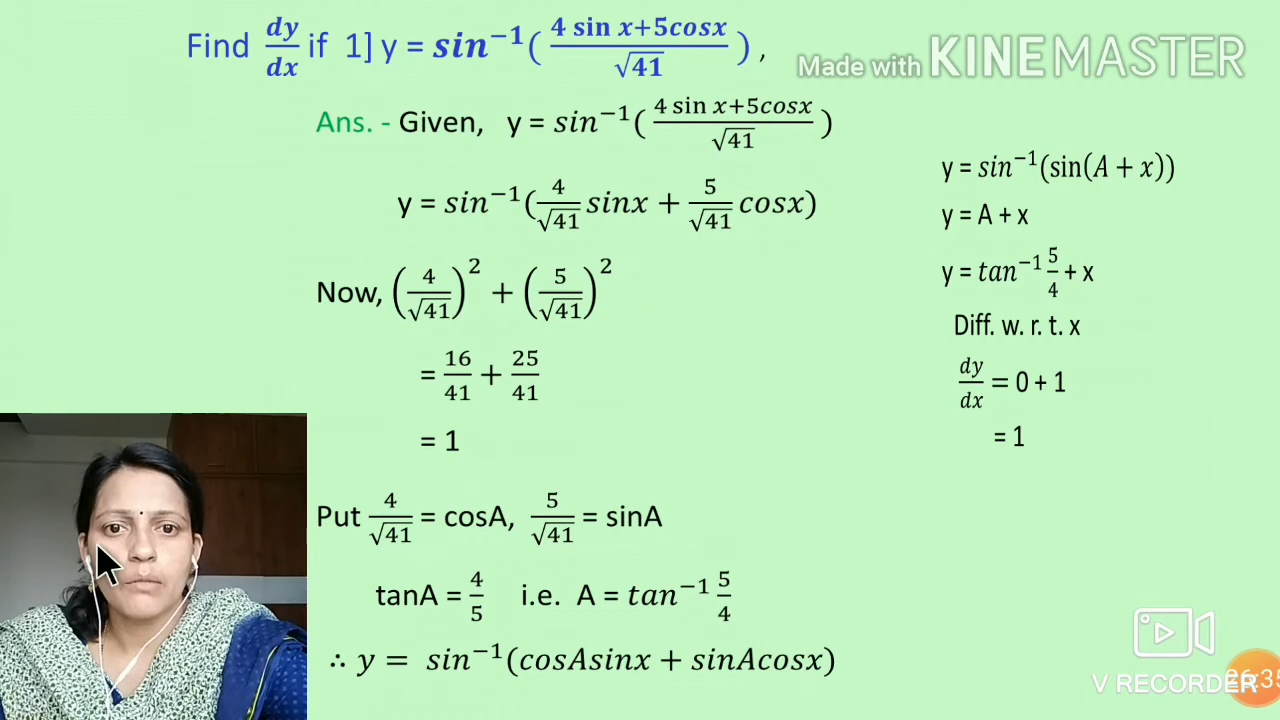 Find dy/dx if 1] y = sin⁻¹( (4 sin x+5cosx)/√41 ) ,
Made with KINEMASTER
Ans. - Given, y = sin⁻¹( (4 sin x+5cosx)/√41 )
y = sin⁻¹( 4/√41 sinx + 5/√41 cosx)
Now, (4/√41)² + (5/√41)²
= 16/41 + 25/41
= 1
Put 4/√41 = cosA, 5/√41 = sinA
tanA = 4/5 i.e. A = tan⁻¹ 5/4
∴ y = sin⁻¹(cosAsinx + sinAcosx)
y = sin⁻¹(sin(A + x))
y = A + x
y = tan⁻¹ 5/4 + x
Diff. w. r. t. x
dy/dx = 0 + 1
= 1
V RECORDER
26:35